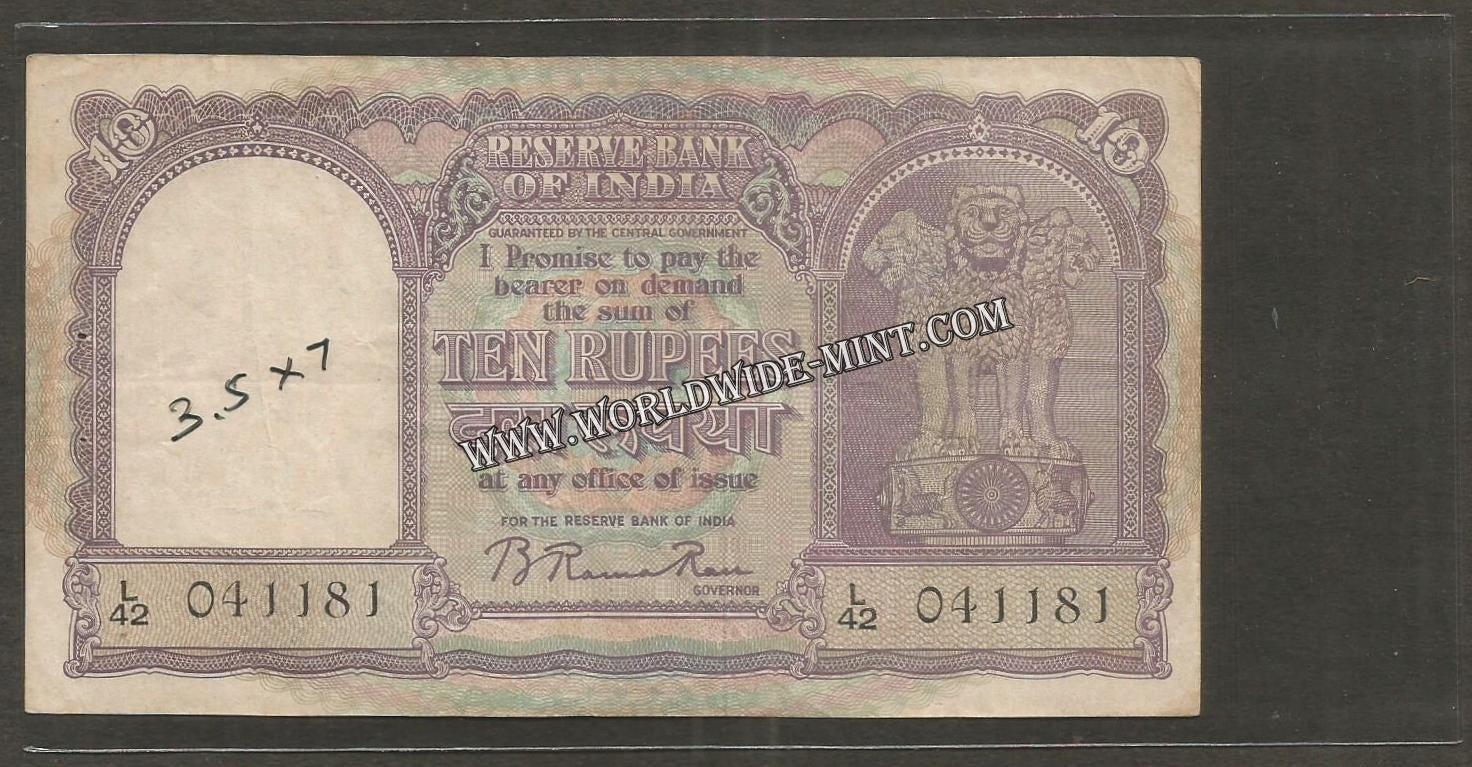 10 10
RESERVE BANK
OF INDIA
GUARANTEED BY THE CENTRAL GOVERNMENT
I Promise to pay the
bearer on demand
the sum of
TEN RUPEES
3.5 x 7
WWW.WORLDWIDE-MINT.COM
at any office of issue
FOR THE RESERVE BANK OF INDIA
B Rama Rau
GOVERNOR
L/42 041181 L/42 041181